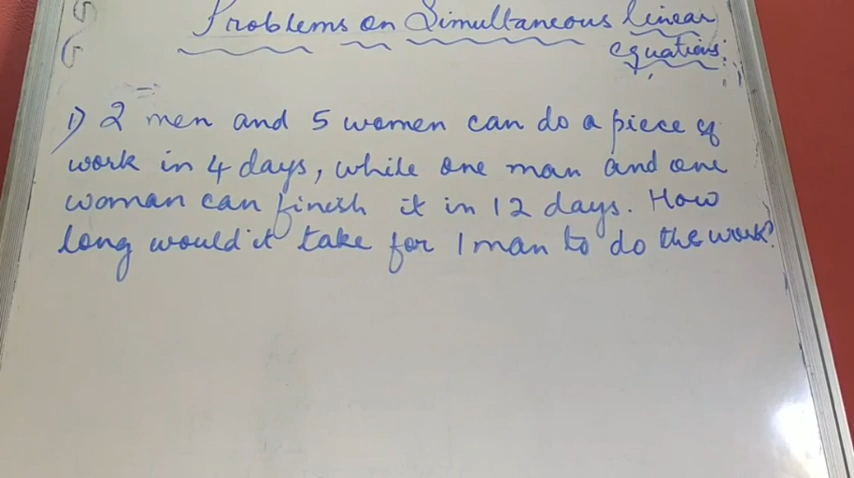 Problems on Simultaneous linear
equations:
1) 2 men and 5 women can do a piece of
work in 4 days, while one man and one
woman can finish it in 12 days. How
long would it take for 1 man to do the work?